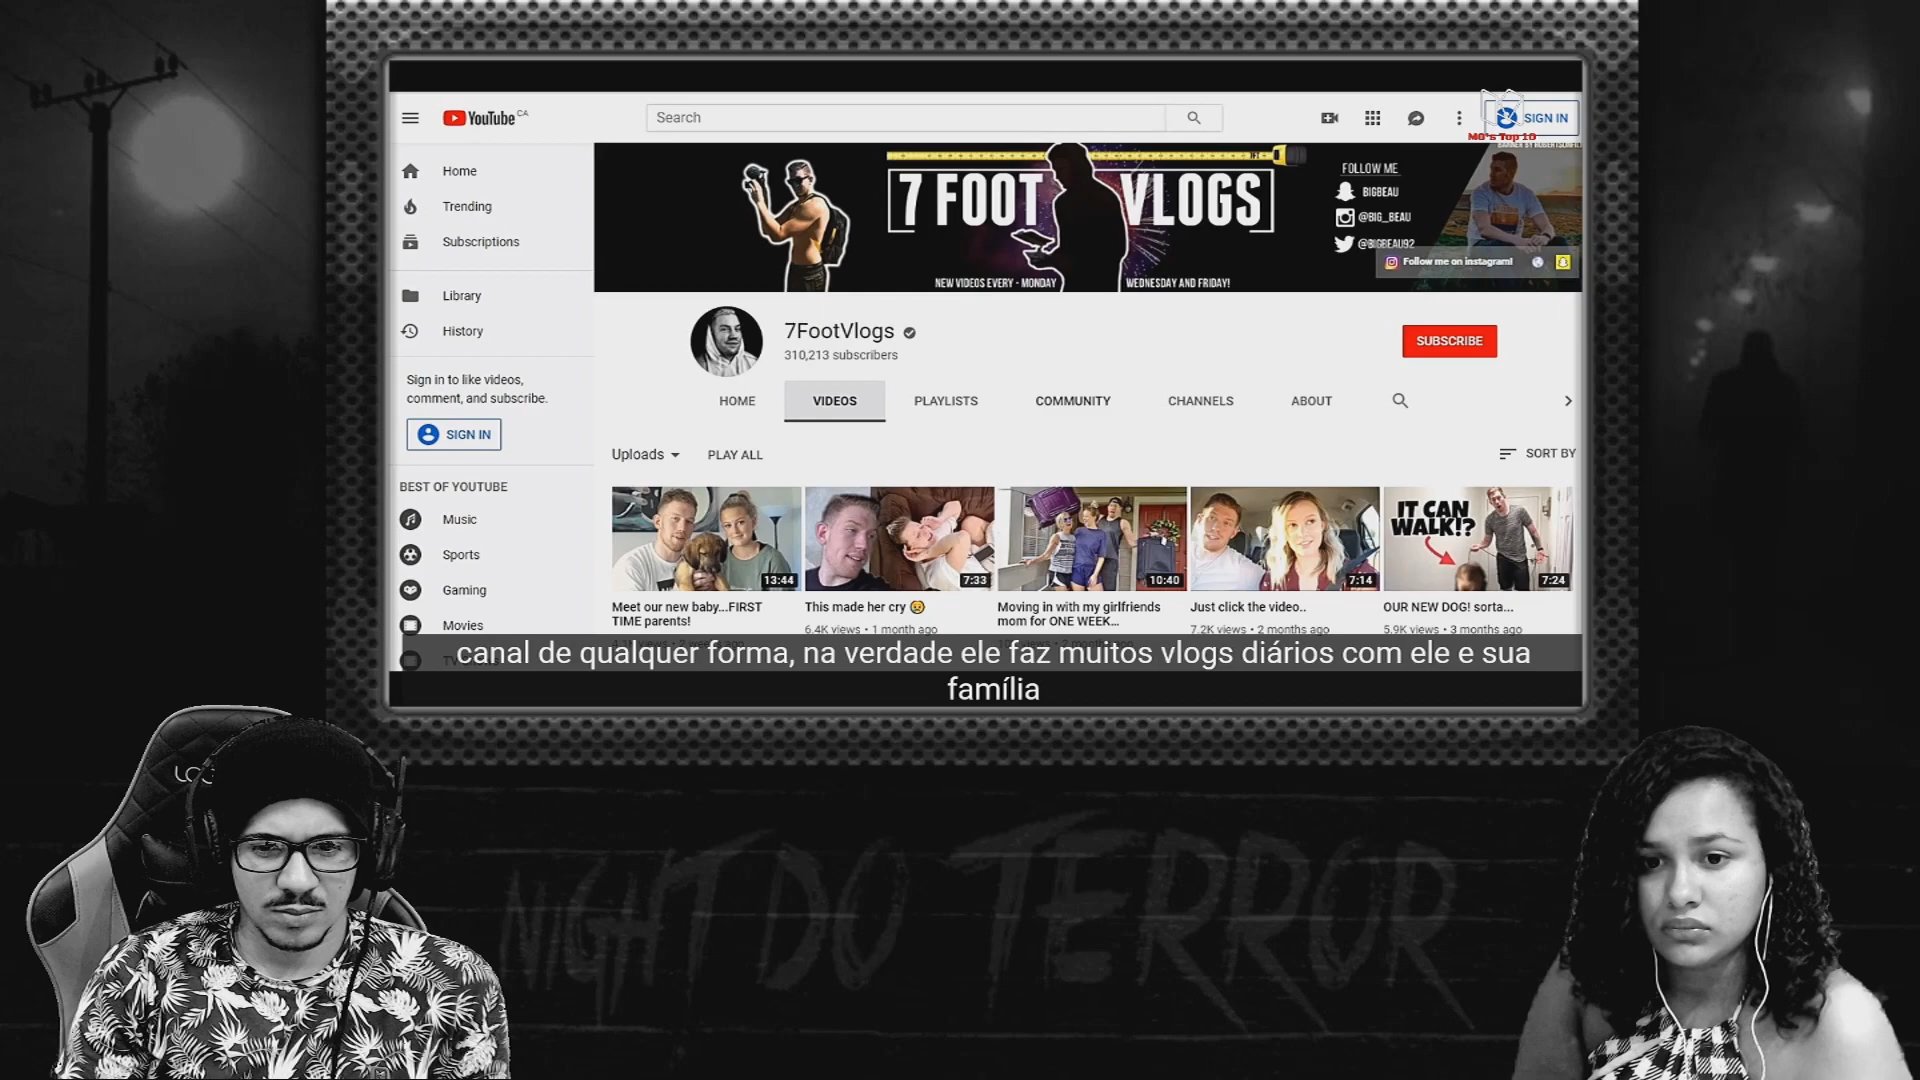 YouTube CA
Search
SIGN IN
MG's Top 10
Home
Trending
Subscriptions
Library
History
Sign in to like videos,
comment, and subscribe.
SIGN IN
BEST OF YOUTUBE
Music
Sports
Gaming
Movies
7 FOOT VLOGS
NEW VIDEOS EVERY - MONDAY WEDNESDAY AND FRIDAY!
FOLLOW ME
BIGBEAU
@BIG_BEAU
@BIGBEAU92
Follow me on instagram!
7FootVlogs
310,213 subscribers
SUBSCRIBE
HOME VIDEOS PLAYLISTS COMMUNITY CHANNELS ABOUT
Uploads PLAY ALL SORT BY
13:44
Meet our new baby...FIRST
TIME parents!
7:33
This made her cry 😢
6.4K views • 1 month ago
10:40
Moving in with my girlfriends
mom for ONE WEEK...
7:14
Just click the video..
7.2K views • 2 months ago
IT CAN
WALK!?
7:24
OUR NEW DOG! sorta...
5.9K views • 3 months ago
canal de qualquer forma, na verdade ele faz muitos vlogs diários com ele e sua
família
NIGHT DO TERROR